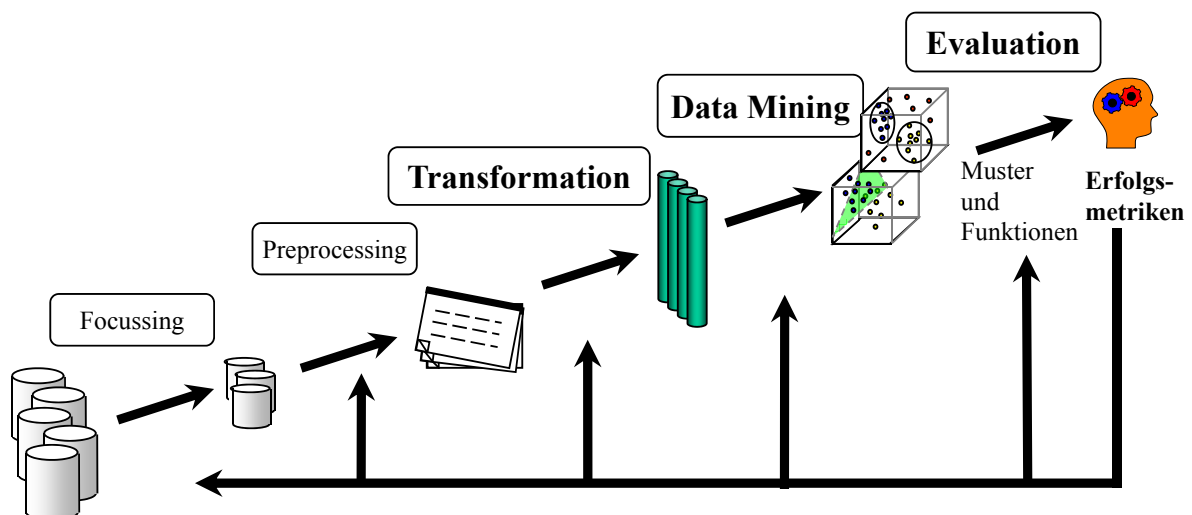 Evaluation
Data Mining
Transformation
Preprocessing
Focussing
Muster
und
Funktionen
Erfolgs-
metriken